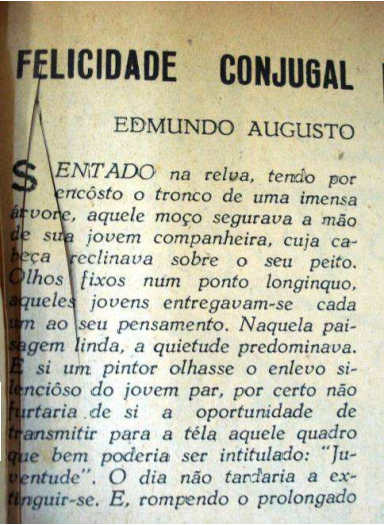 FELICIDADE CONJUGAL
EDMUNDO AUGUSTO
SENTADO na relva, tendo por
encôsto o tronco de uma imensa
árvore, aquele moço segurava a mão
de sua jovem companheira, cuja ca-
beça reclinava sobre o seu peito.
Olhos fixos num ponto longinquo,
aqueles jovens entregavam-se cada
um ao seu pensamento. Naquela pai-
sagem linda, a quietude predominava.
E si um pintor olhasse o enlevo si-
lencióso do jovem par, por certo não
furtaria de si a oportunidade de
transmitir para a téla aquele quadro
que bem poderia ser intitulado: "Ju-
ventude". O dia não tardaria a ex-
tinguir-se. E, rompendo o prolongado